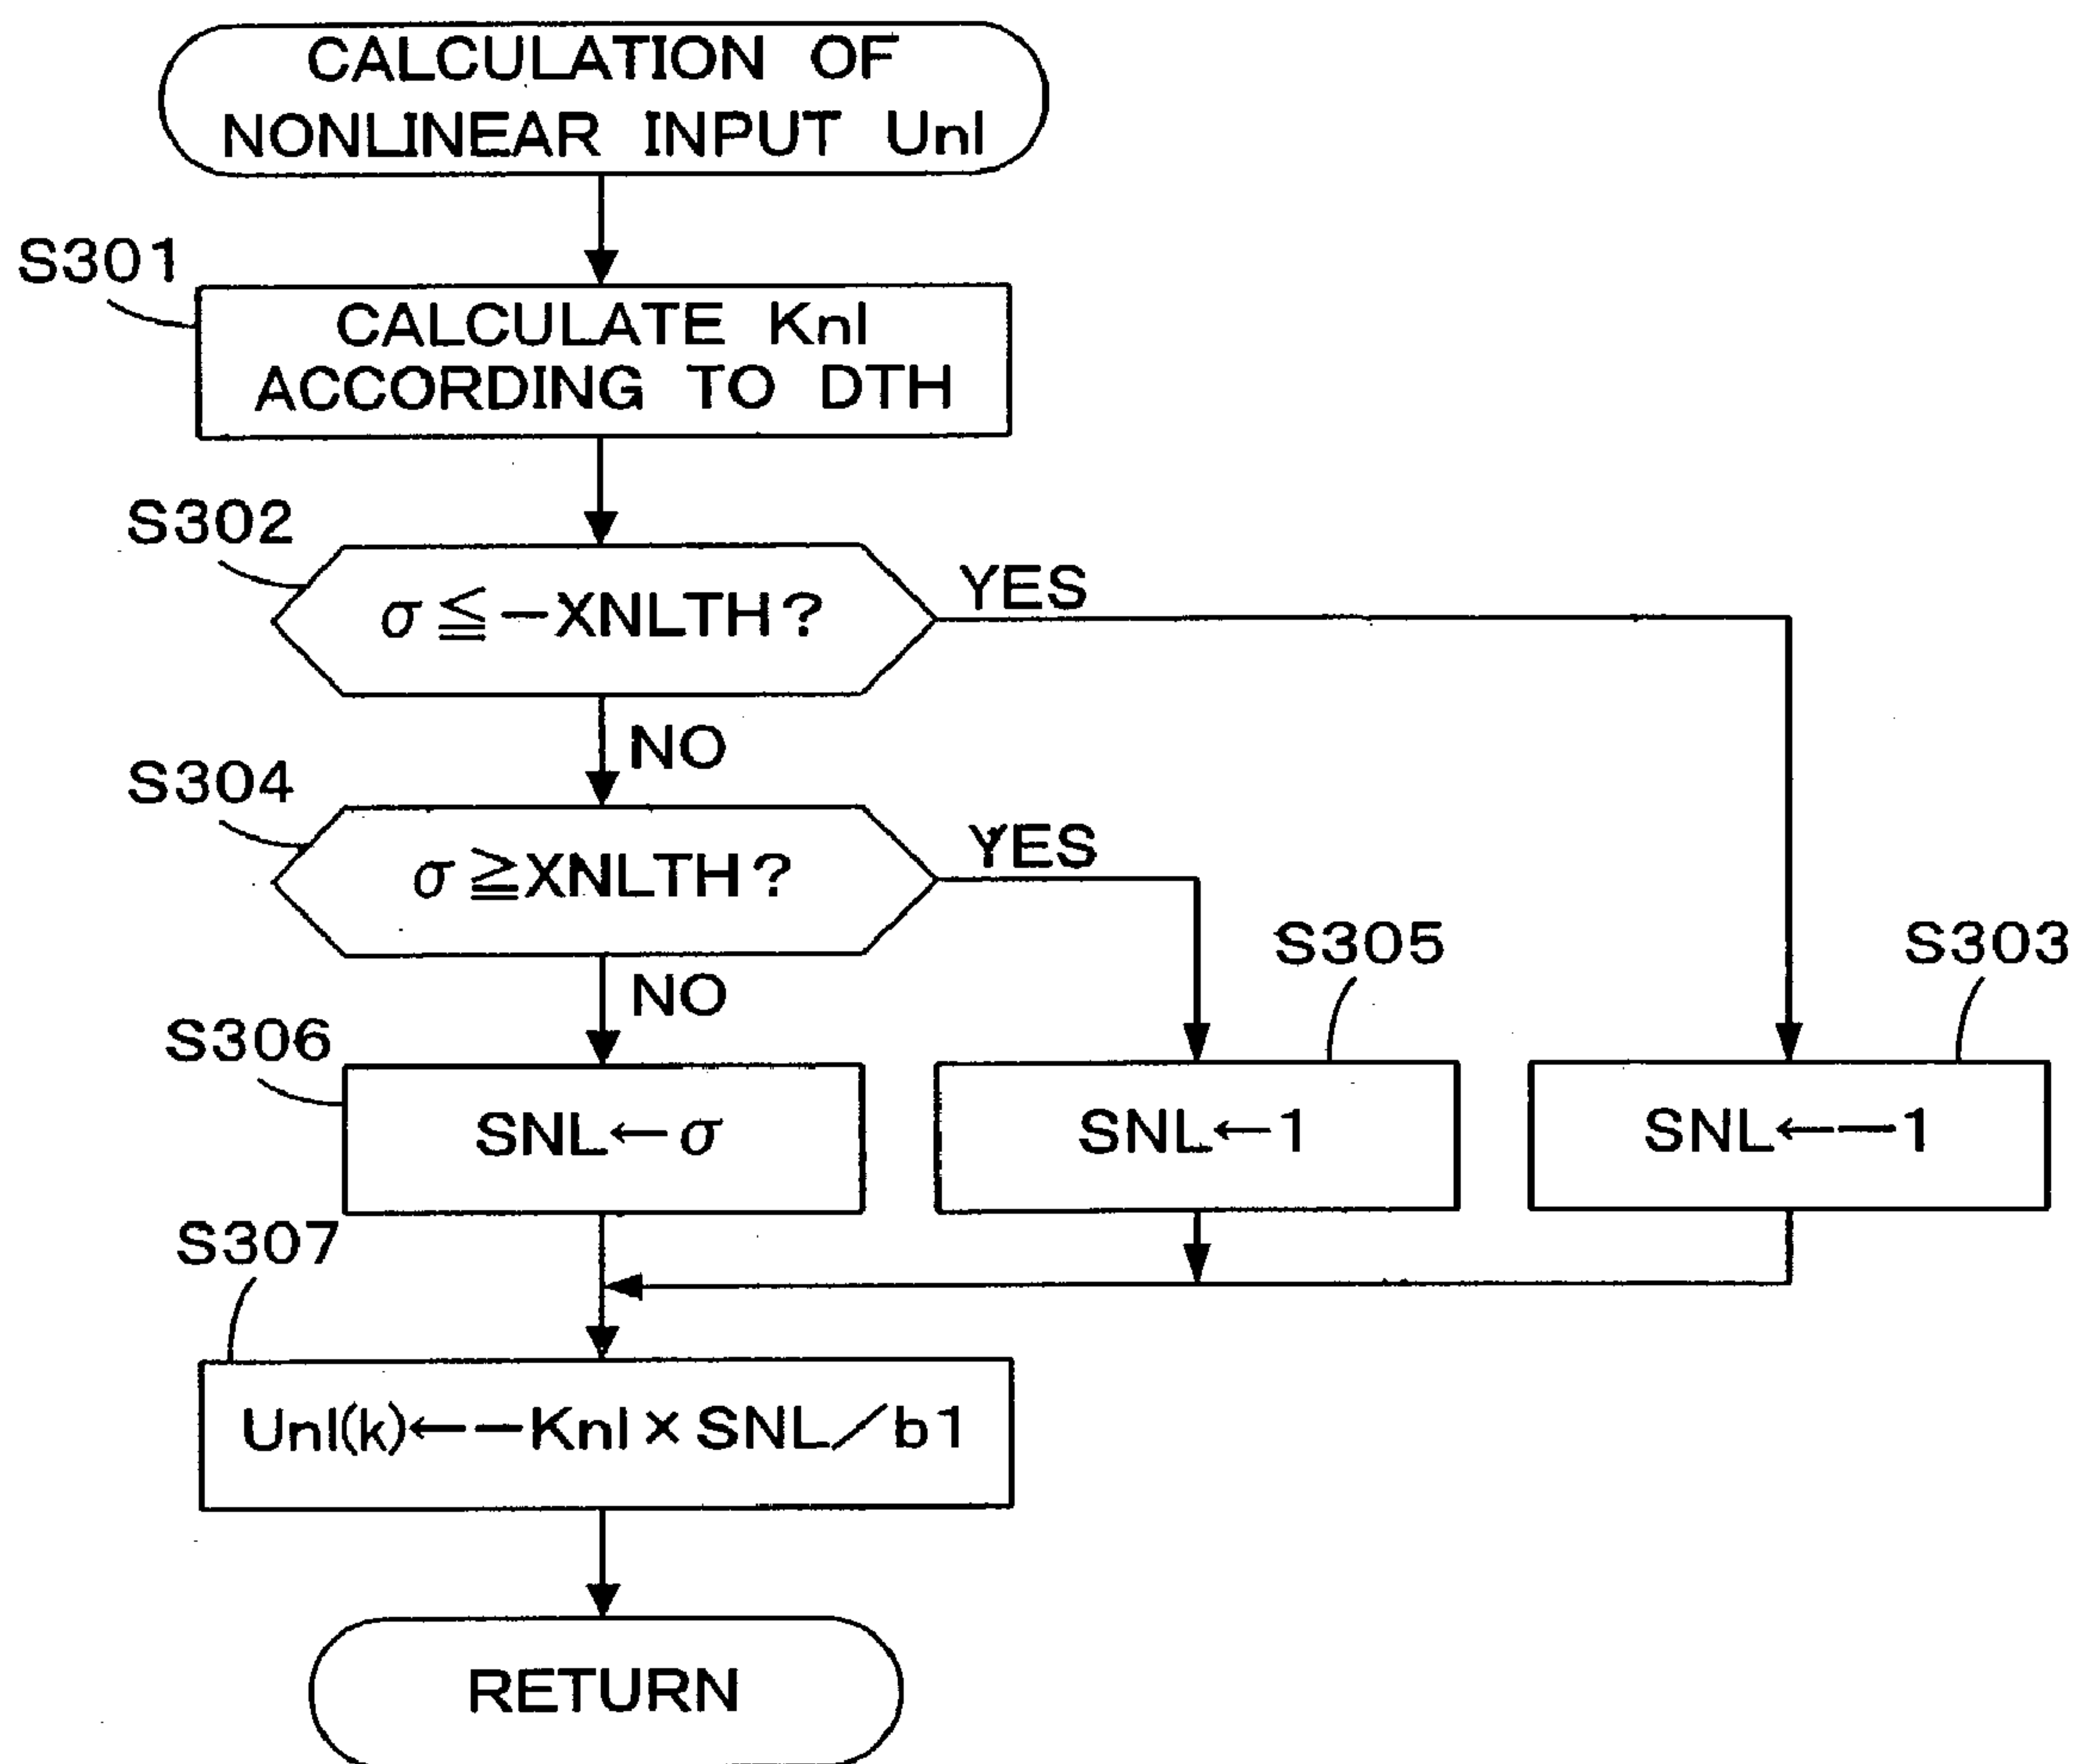 CALCULATION OF
NONLINEAR INPUT Unl
S301
CALCULATE Knl
ACCORDING TO DTH
S302
σ≦−XNLTH?
YES
NO
S304
σ≧XNLTH?
YES
NO
S305
S303
S306
SNL←σ
SNL←1
SNL←−1
S307
Unl(k)←−Knl×SNL/b1
RETURN